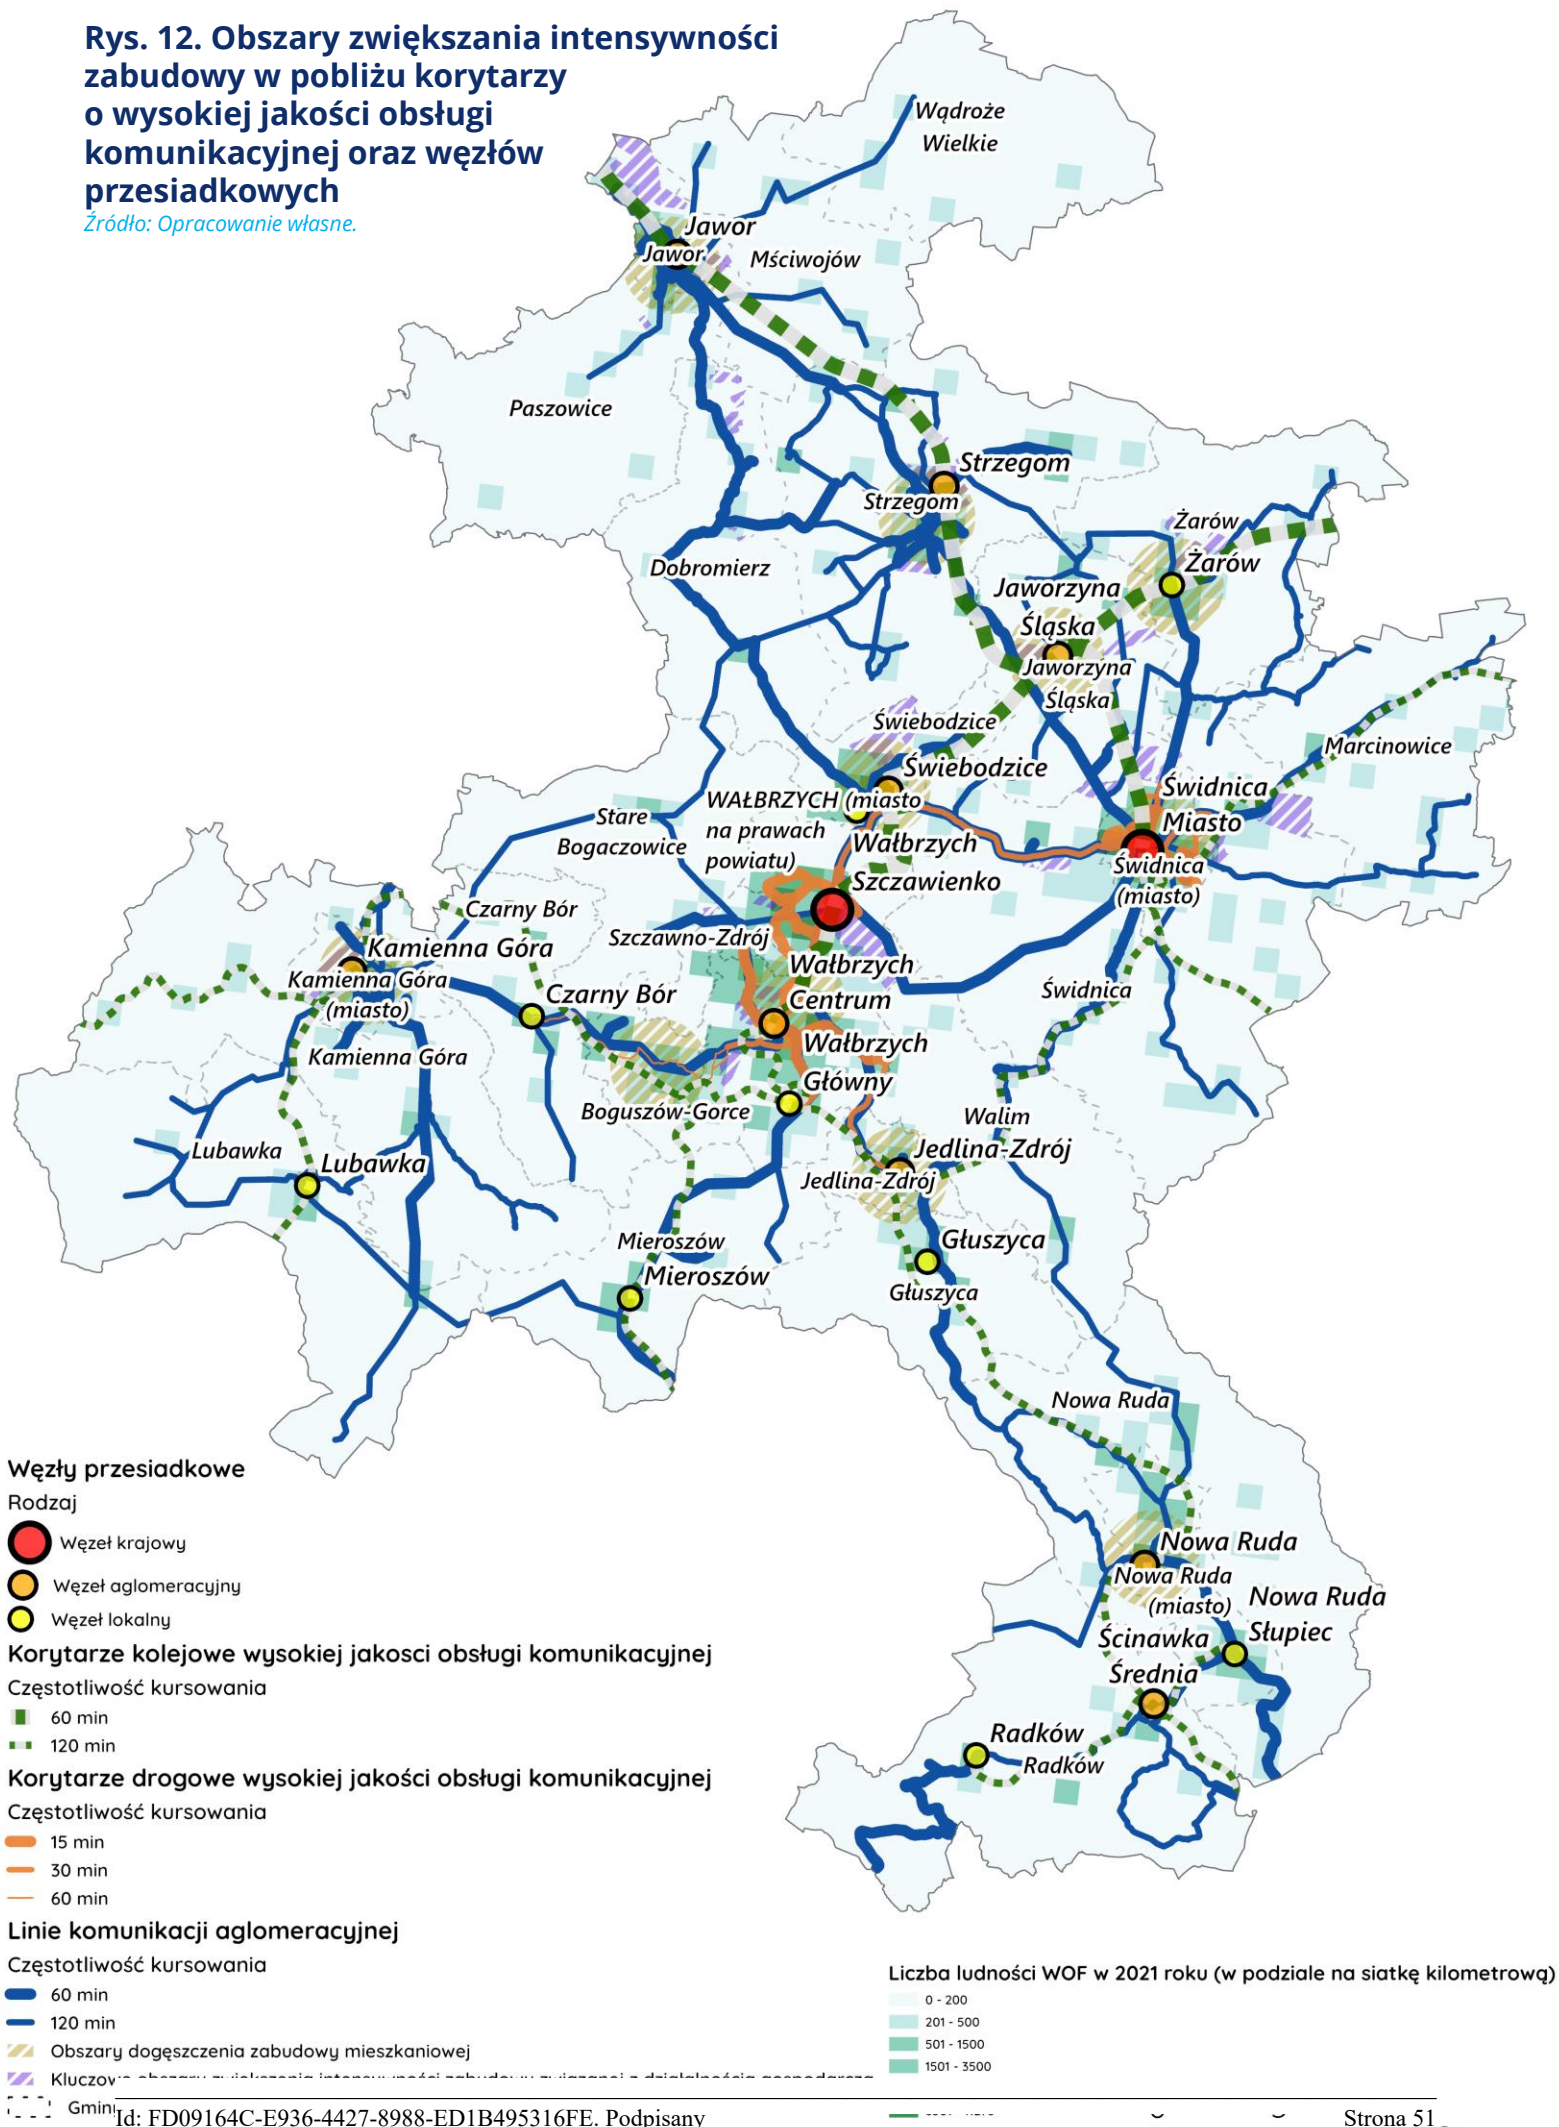 Rys. 12. Obszary zwiększania intensywności
zabudowy w pobliżu korytarzy
o wysokiej jakości obsługi
komunikacyjnej oraz węzłów
przesiadkowych
Źródło: Opracowanie własne.
Wądroże
Wielkie
Jawor
Jawor
Mściwojów
Paszowice
Strzegom
Strzegom
Żarów
Żarów
Dobromierz
Jaworzyna
Śląska
Jaworzyna
Śląska
Świebodzice
Marcinowice
Świebodzice
Świdnica
Miasto
WAŁBRZYCH (miasto
na prawach
powiatu)
Stare
Bogaczowice
Wałbrzych
Szczawienko
Świdnica
(miasto)
Czarny Bór
Szczawno-Zdrój
Kamienna Góra
Kamienna Góra
(miasto)
Wałbrzych
Centrum
Świdnica
Czarny Bór
Kamienna Góra
Wałbrzych
Główny
Boguszów-Gorce
Walim
Lubawka
Lubawka
Jedlina-Zdrój
Jedlina-Zdrój
Mieroszów
Mieroszów
Głuszyca
Głuszyca
Nowa Ruda
Nowa Ruda
Nowa Ruda
(miasto)
Nowa Ruda
Słupiec
Ścinawka
Średnia
Radków
Radków
Węzły przesiadkowe
Rodzaj
Węzeł krajowy
Węzeł aglomeracyjny
Węzeł lokalny
Korytarze kolejowe wysokiej jakosci obsługi komunikacyjnej
Częstotliwość kursowania
60 min
120 min
Korytarze drogowe wysokiej jakości obsługi komunikacyjnej
Częstotliwość kursowania
15 min
30 min
60 min
Linie komunikacji aglomeracyjnej
Częstotliwość kursowania
60 min
120 min
Obszary dogęszczenia zabudowy mieszkaniowej
Liczba ludności WOF w 2021 roku (w podziale na siatkę kilometrową)
0 - 200
201 - 500
501 - 1500
1501 - 3500
Id: FD09164C-E936-4427-8988-ED1B495316FE. Podpisany
Strona 51